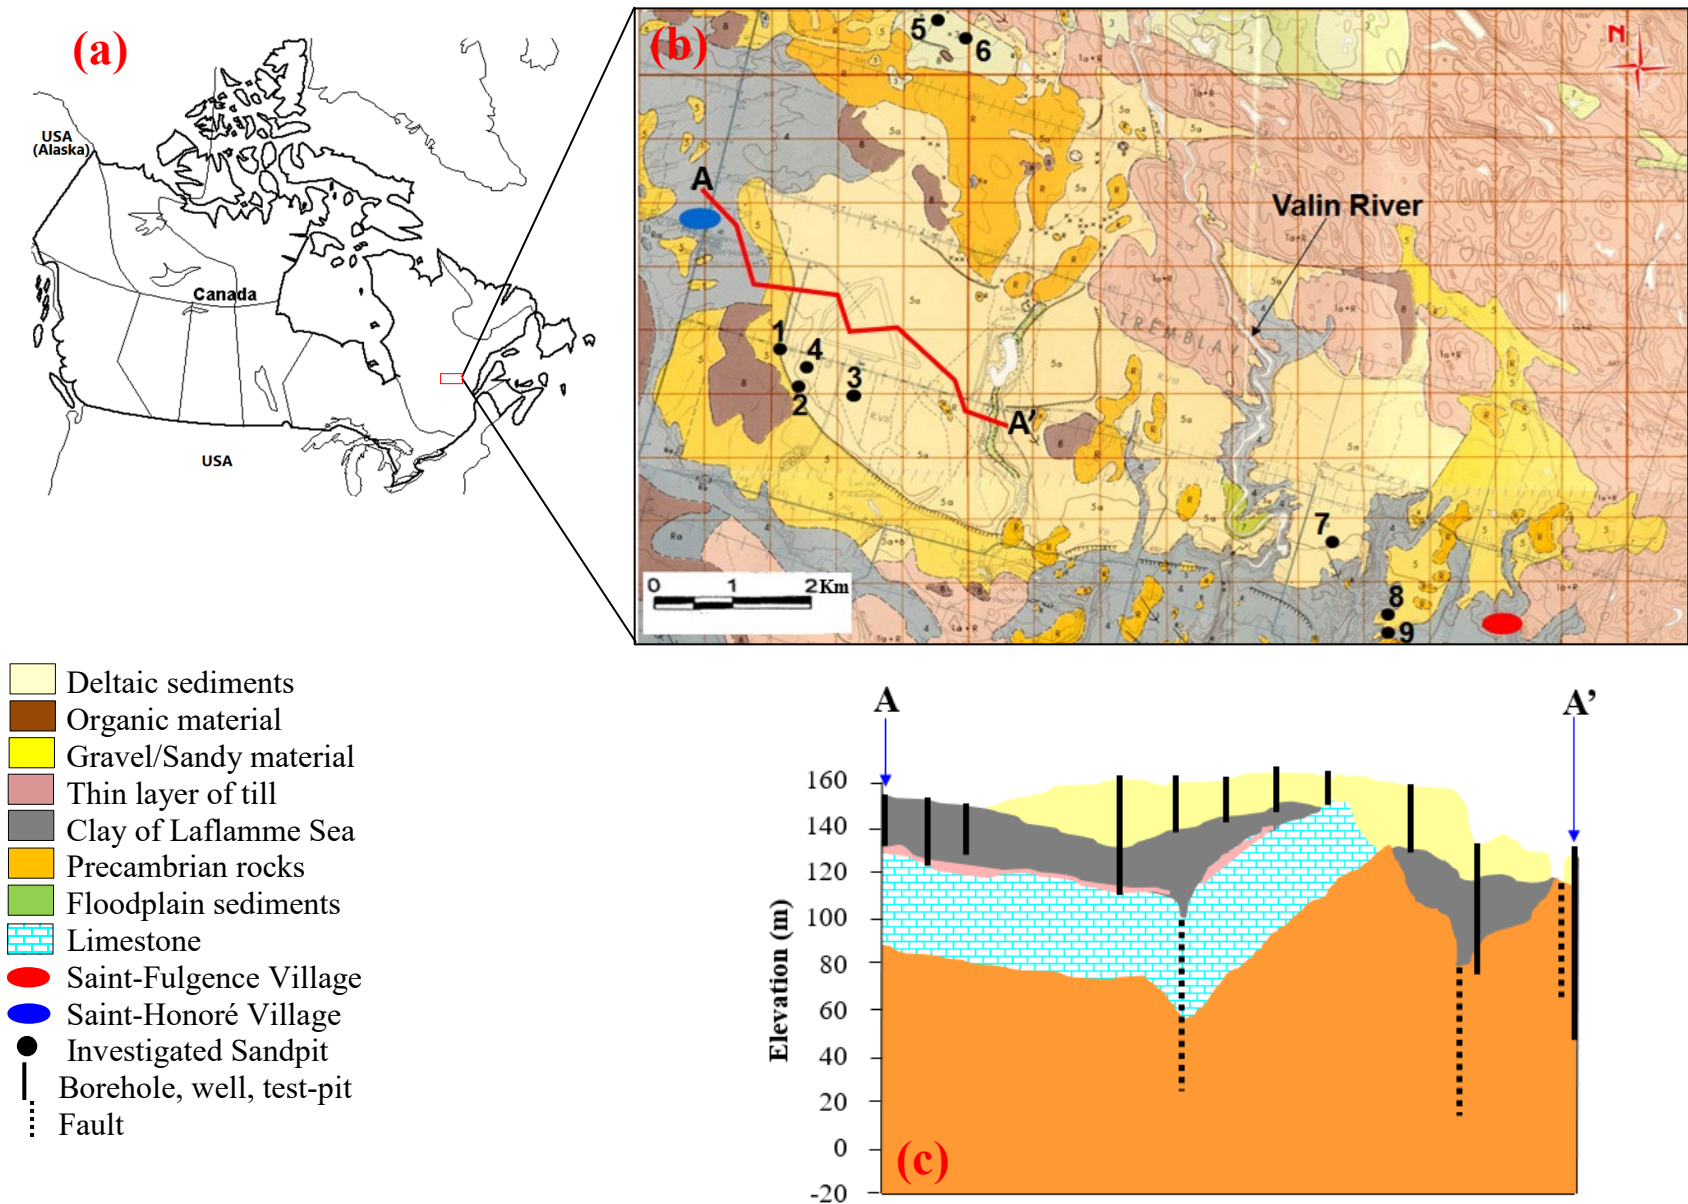 (a)
USA
(Alaska)
Canada
USA
(b)
N
5
6
A
Valin River
TREMBLAY
1
4
2
3
A'
7
8
9
0 1 2 Km
Deltaic sediments
Organic material
Gravel/Sandy material
Thin layer of till
Clay of Laflamme Sea
Precambrian rocks
Floodplain sediments
Limestone
Saint-Fulgence Village
Saint-Honoré Village
Investigated Sandpit
Borehole, well, test-pit
Fault
A
A’
Elevation (m)
160
140
120
100
80
60
40
20
0
-20
(c)